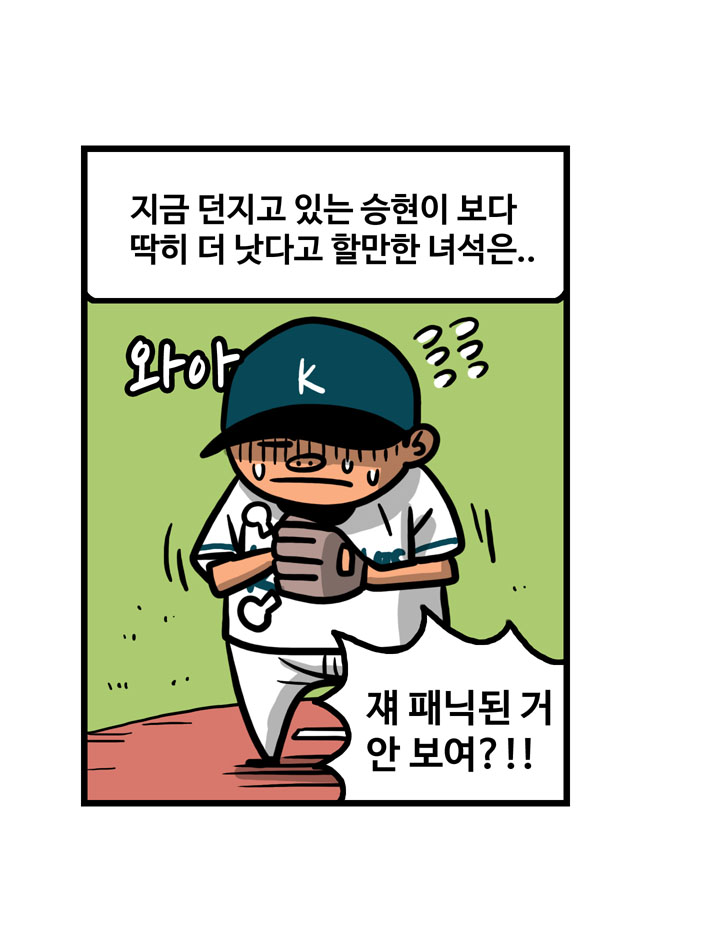 지금 던지고 있는 승현이 보다
딱히 더 낫다고 할만한 녀석은..
와아
K
쟤 패닉된 거
안 보여?!!